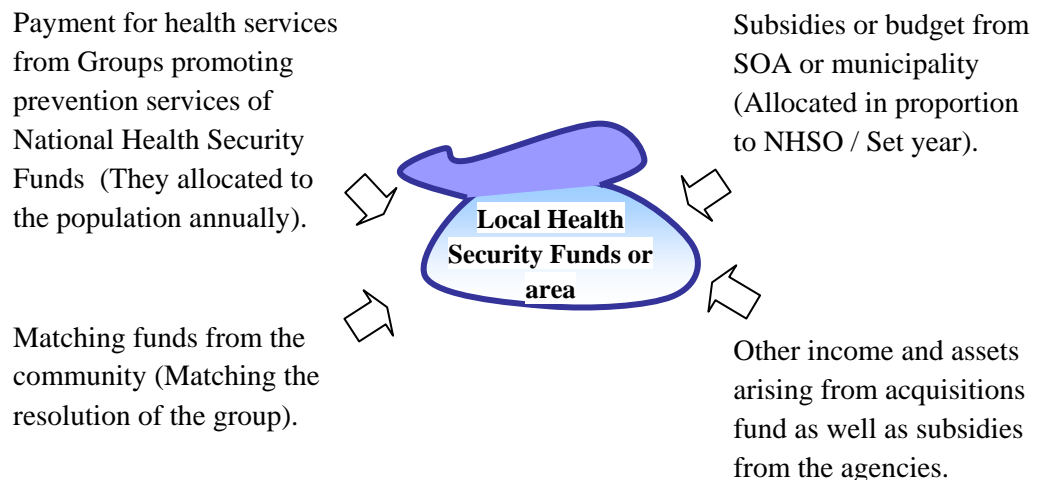 Payment for health services
from Groups promoting
prevention services of
National Health Security
Funds (They allocated to
the population annually).
Subsidies or budget from
SOA or municipality
(Allocated in proportion
to NHSO / Set year).
Local Health
Security Funds or
area
Matching funds from the
community (Matching the
resolution of the group).
Other income and assets
arising from acquisitions
fund as well as subsidies
from the agencies.